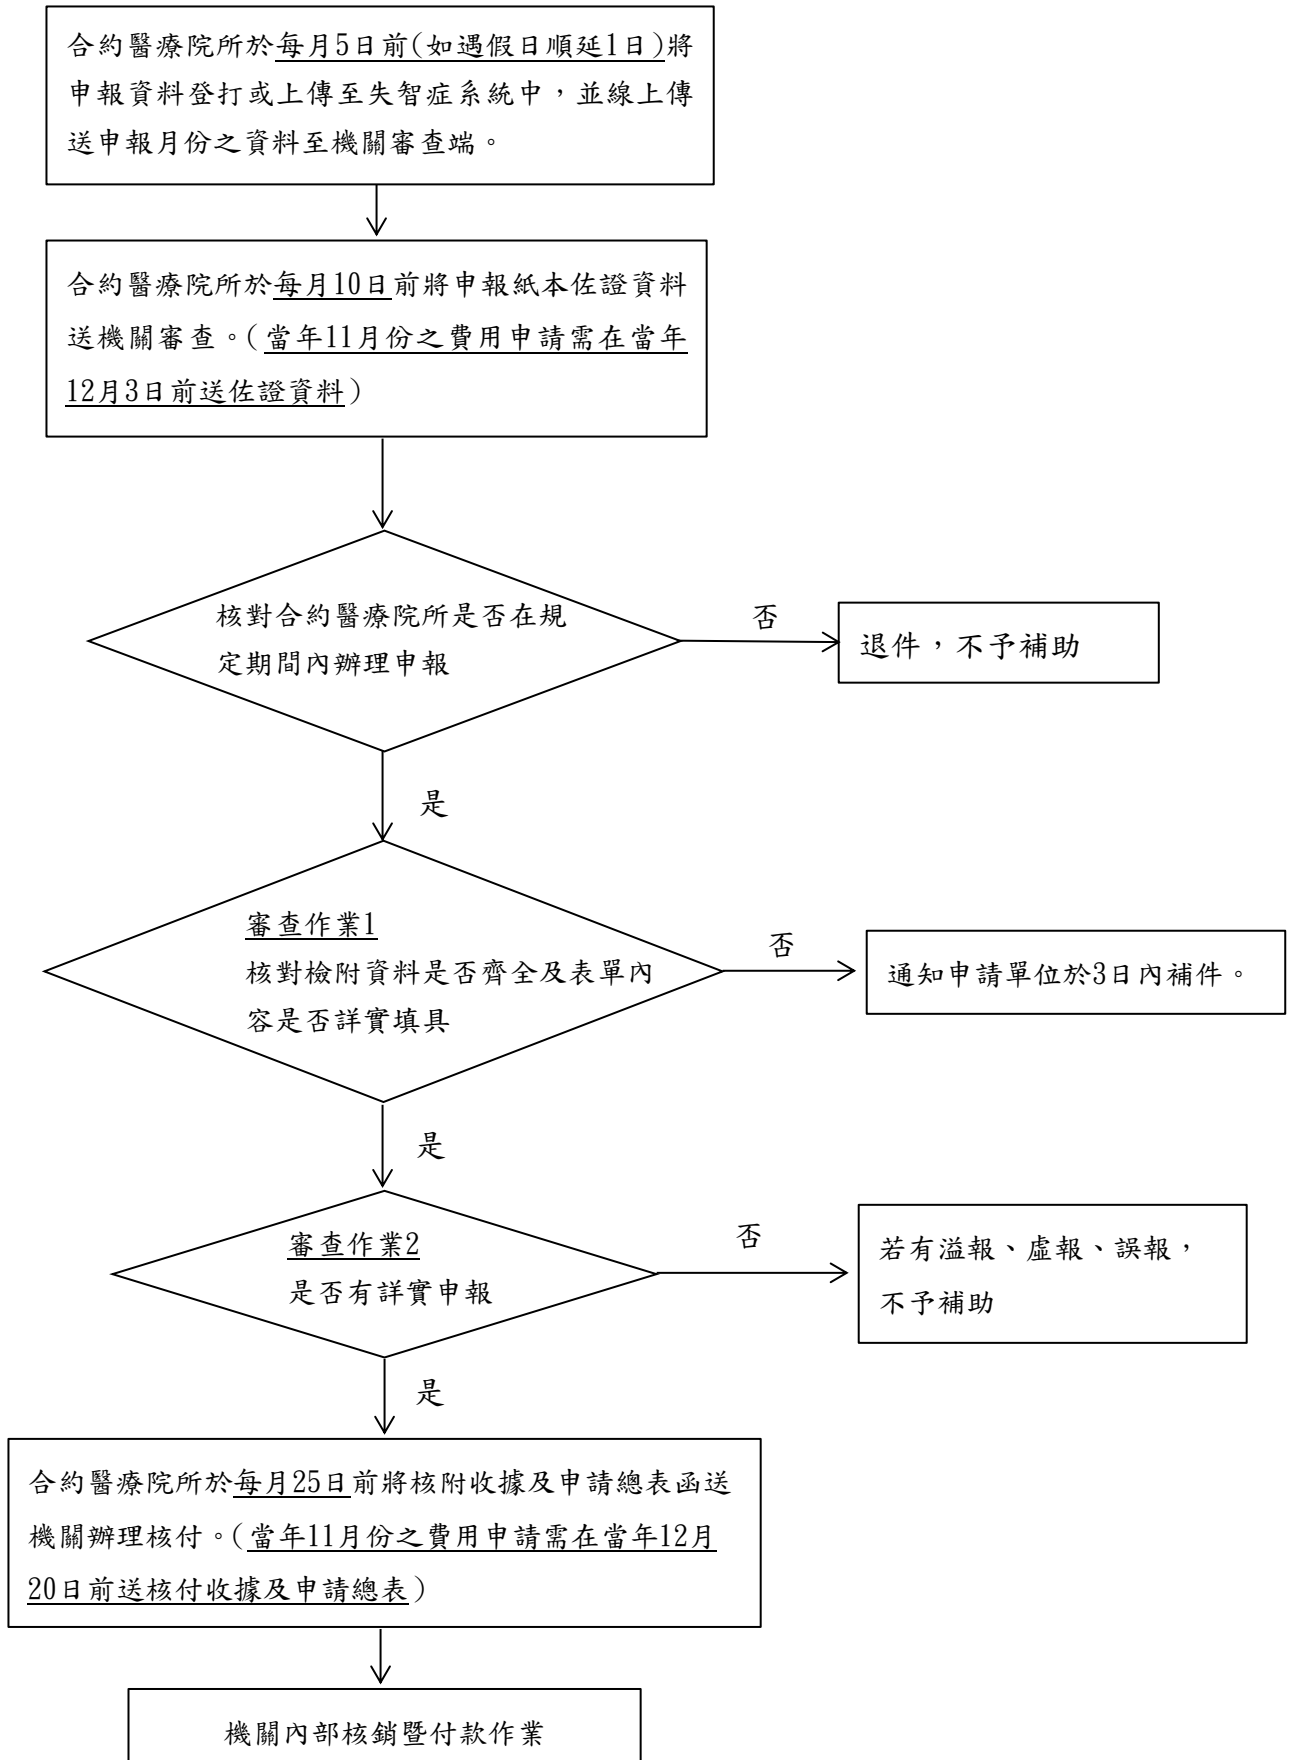 合約醫療院所於每月5日前(如遇假日順延1日)將
申報資料登打或上傳至失智症系統中，並線上傳
送申報月份之資料至機關審查端。
合約醫療院所於每月10日前將申報紙本佐證資料
送機關審查。(當年11月份之費用申請需在當年
12月3日前送佐證資料)
核對合約醫療院所是否在規
定期間內辦理申報
否
退件，不予補助
是
審查作業1
核對檢附資料是否齊全及表單內
容是否詳實填具
否
通知申請單位於3日內補件。
是
審查作業2
是否有詳實申報
否
若有溢報、虛報、誤報，
不予補助
是
合約醫療院所於每月25日前將核附收據及申請總表函送
機關辦理核付。(當年11月份之費用申請需在當年12月
20日前送核付收據及申請總表)
機關內部核銷暨付款作業